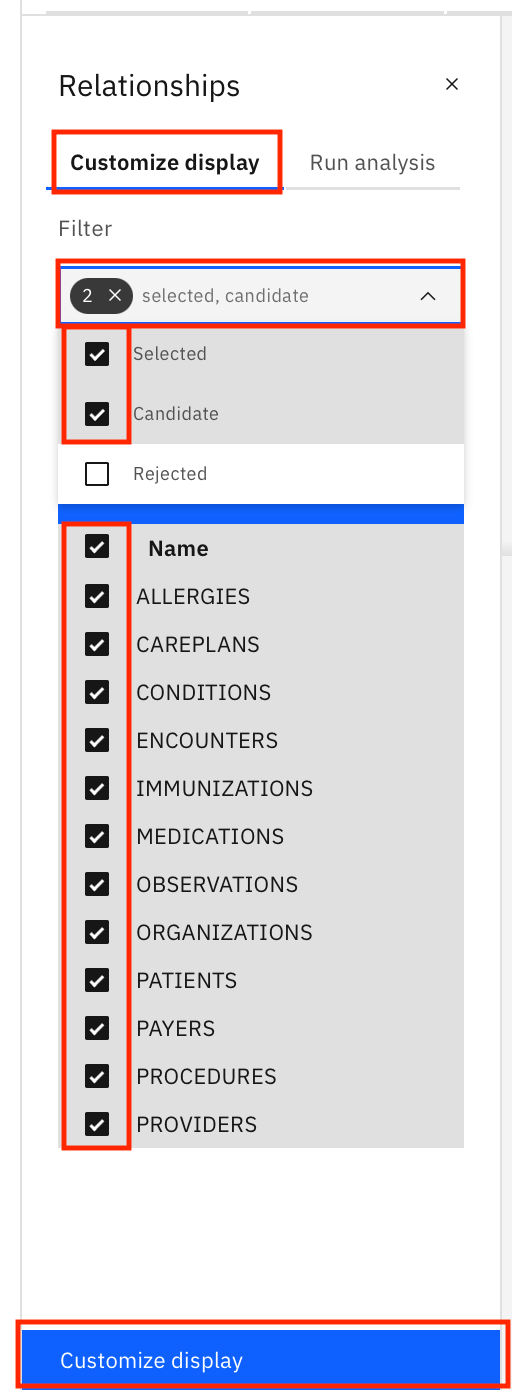 Relationships
Customize display Run analysis
Filter
2 selected, candidate
Selected
Candidate
Rejected
Name
ALLERGIES
CAREPLANS
CONDITIONS
ENCOUNTERS
IMMUNIZATIONS
MEDICATIONS
OBSERVATIONS
ORGANIZATIONS
PATIENTS
PAYERS
PROCEDURES
PROVIDERS
Customize display